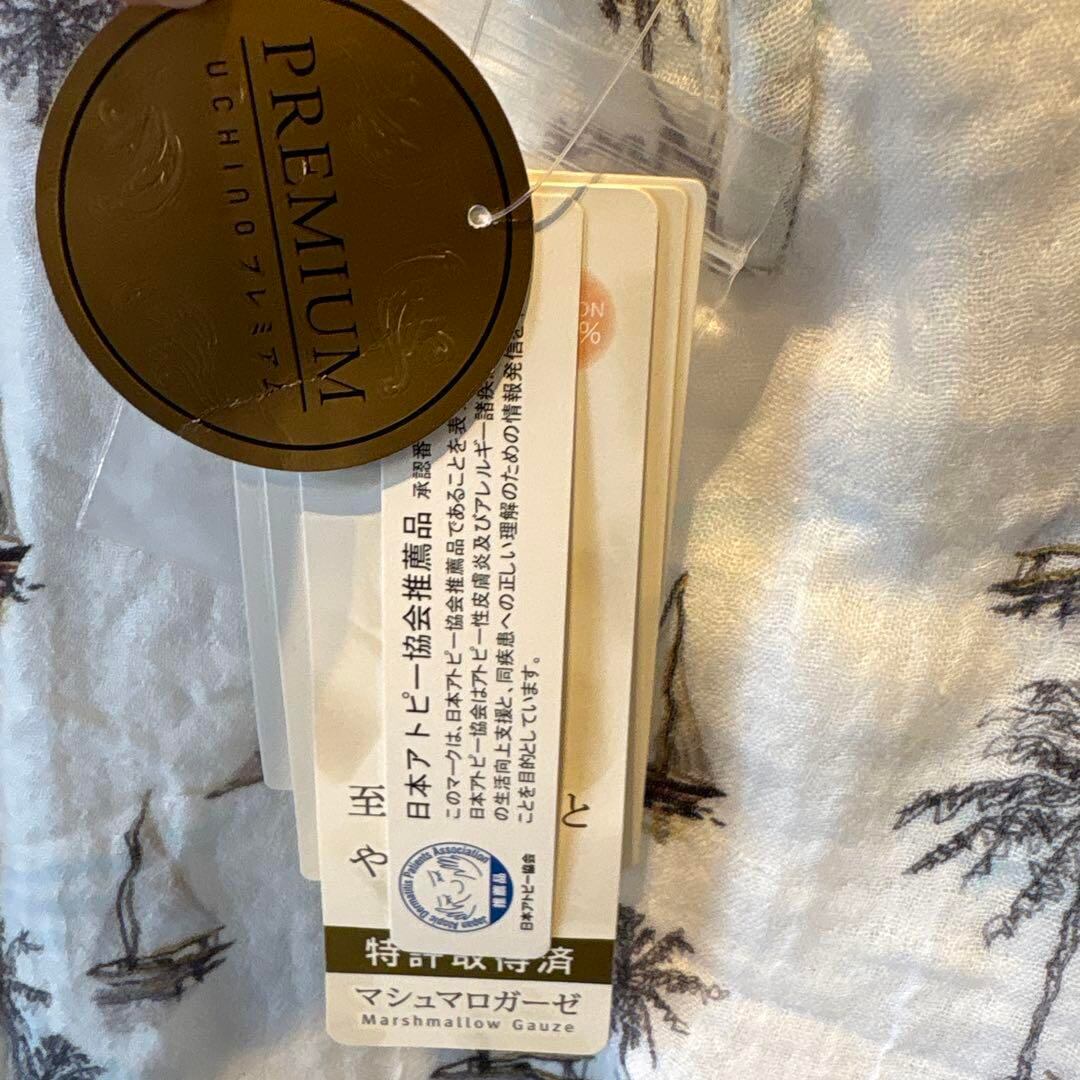 PREMIUM
UCHINOプレミアム
ON
%
日本アトピー協会推薦品 承認番
このマークは、日本アトピー協会推薦品であることを表
日本アトピー協会はアトピー性皮膚炎及びアレルギー諸疾
の生活向上支援と、同疾患への正しい理解のための情報発信を
ことを目的としています。
Japan Atopic Dermatitis Patients Association
推薦品
日本アトピー協会
至
と
や
特許取得済
マシュマロガーゼ
Marshmallow Gauze